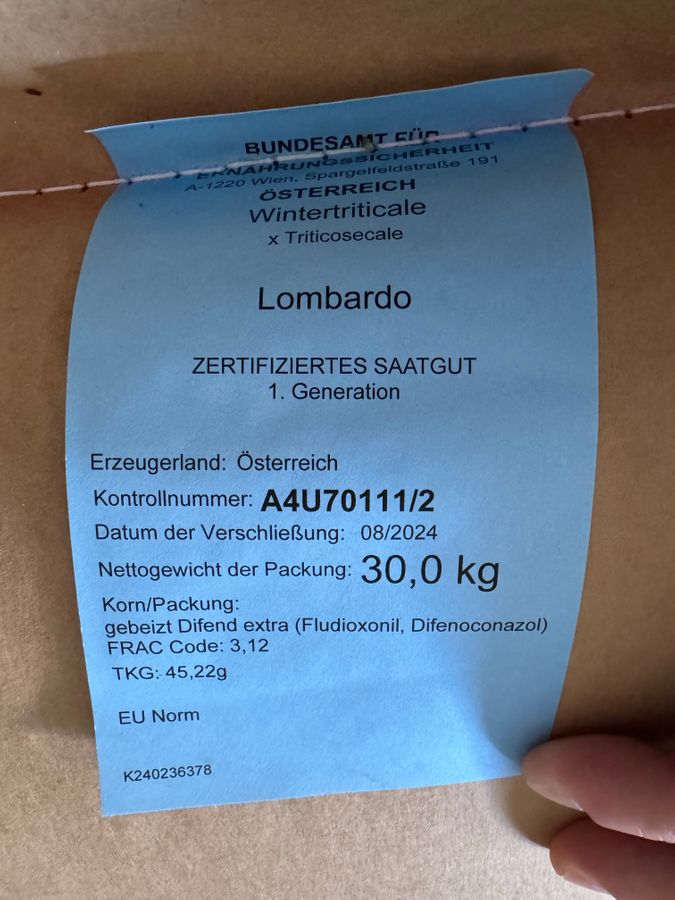 BUNDESAMT FÜR
ERNÄHRUNGSSICHERHEIT
A-1220 Wien, Spargelfeldstraße 191
ÖSTERREICH
Wintertriticale
x Triticosecale
Lombardo
ZERTIFIZIERTES SAATGUT
1. Generation
Erzeugerland: Österreich
Kontrollnummer: A4U70111/2
Datum der Verschließung: 08/2024
Nettogewicht der Packung: 30,0 kg
Korn/Packung:
gebeizt Difend extra (Fludioxonil, Difenoconazol)
FRAC Code: 3,12
TKG: 45,22g
EU Norm
K240236378